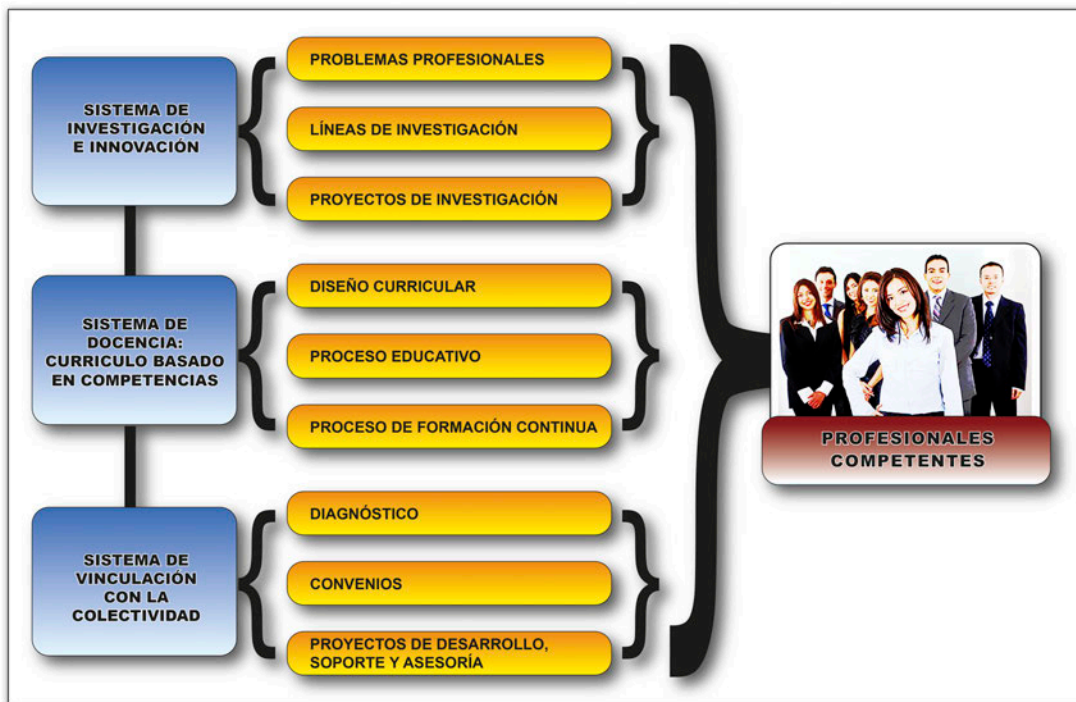 SISTEMA DE
INVESTIGACIÓN
E INNOVACIÓN
PROBLEMAS PROFESIONALES
LÍNEAS DE INVESTIGACIÓN
PROYECTOS DE INVESTIGACIÓN
SISTEMA DE
DOCENCIA:
CURRICULO BASADO
EN COMPETENCIAS
DISEÑO CURRICULAR
PROCESO EDUCATIVO
PROCESO DE FORMACIÓN CONTINUA
SISTEMA DE
VINCULACIÓN
CON LA
COLECTIVIDAD
DIAGNÓSTICO
CONVENIOS
PROYECTOS DE DESARROLLO,
SOPORTE Y ASESORÍA
PROFESIONALES
COMPETENTES